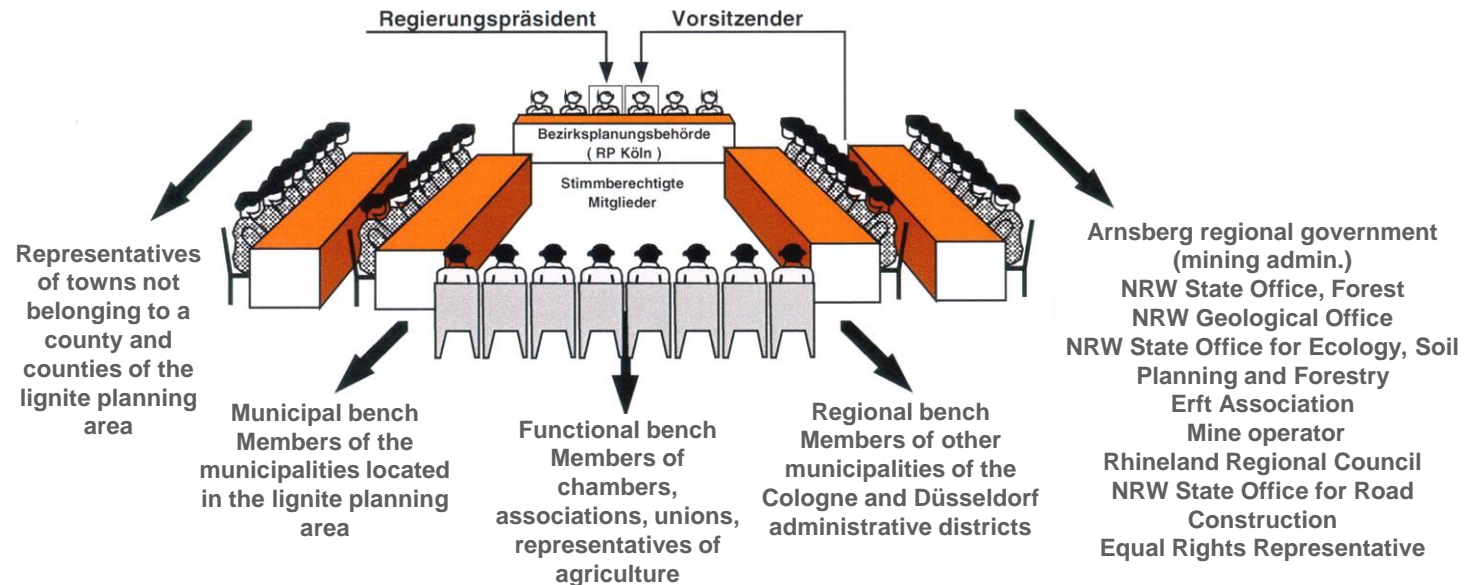 Regierungspräsident
Vorsitzender
Bezirksplanungsbehörde
( RP Köln )
Stimmberechtigte
Mitglieder
Representatives
of towns not
belonging to a
county and
counties of the
lignite planning
area
Municipal bench
Members of the
municipalities located
in the lignite planning
area
Functional bench
Members of
chambers,
associations, unions,
representatives of
agriculture
Regional bench
Members of other
municipalities of the
Cologne and Düsseldorf
administrative districts
Arnsberg regional government
(mining admin.)
NRW State Office, Forest
NRW Geological Office
NRW State Office for Ecology, Soil
Planning and Forestry
Erft Association
Mine operator
Rhineland Regional Council
NRW State Office for Road
Construction
Equal Rights Representative